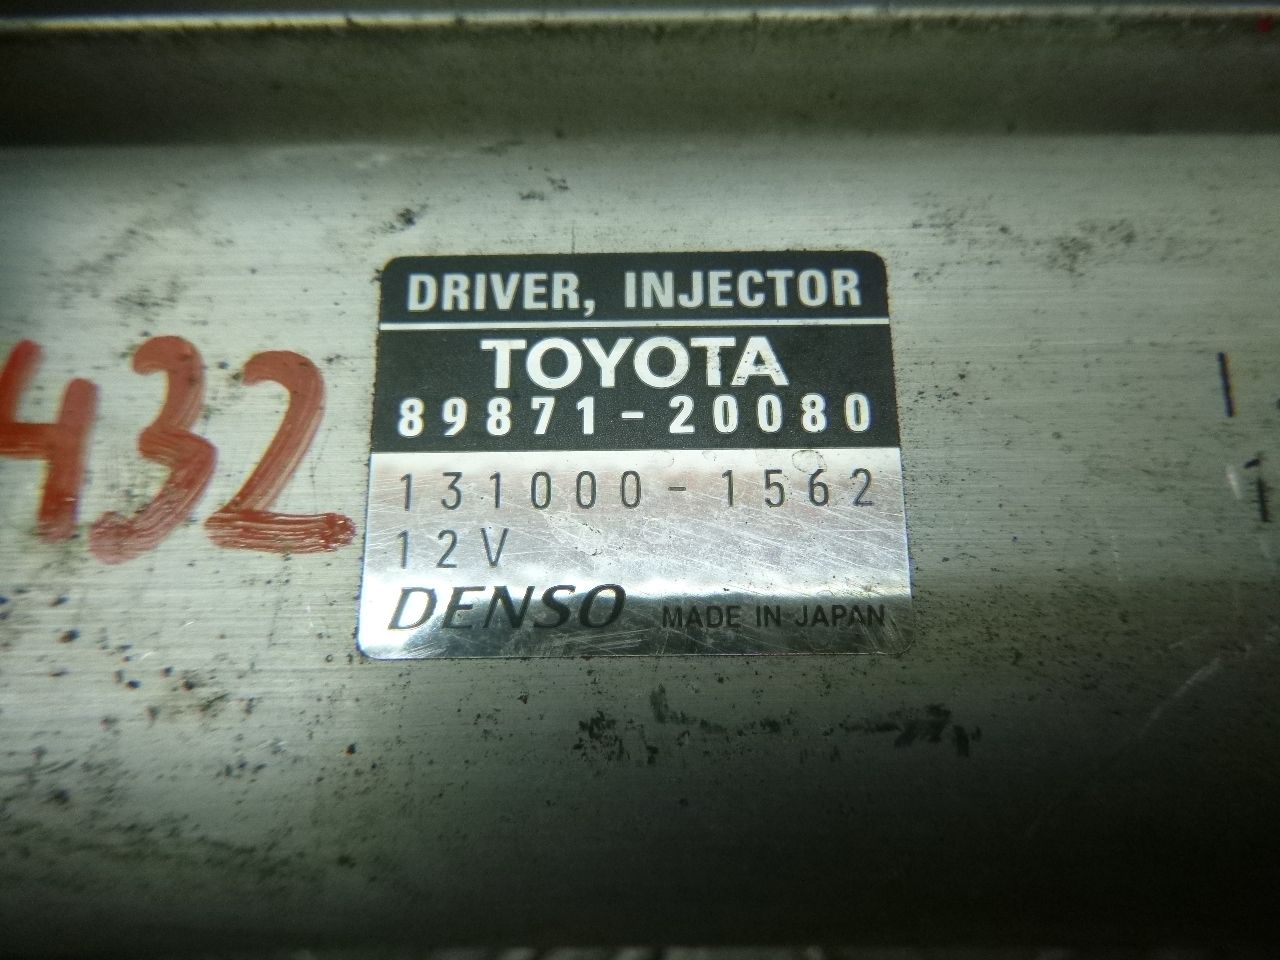 DRIVER, INJECTOR
TOYOTA
89871-20080
432
131000-1562
12V
DENSO MADE IN JAPAN